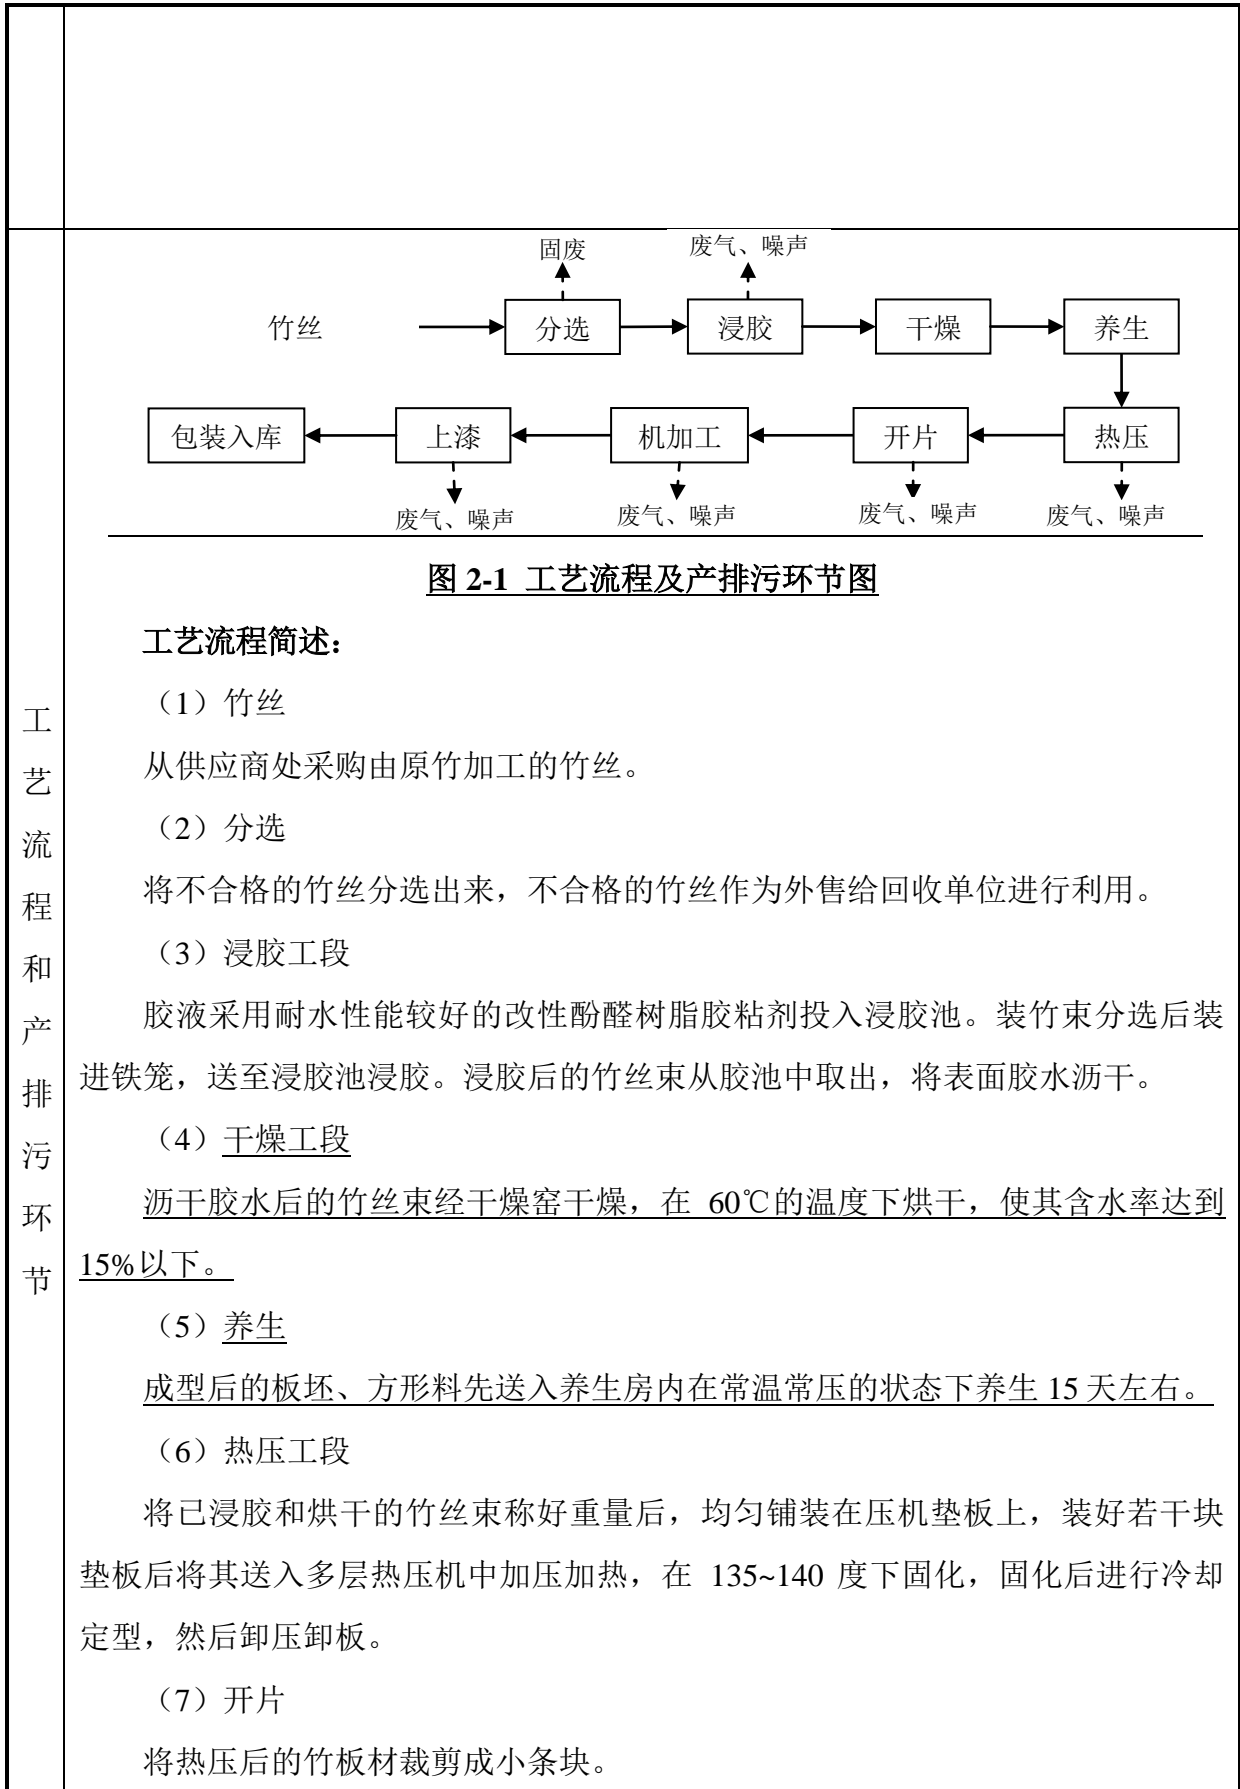 固废
废气、噪声
竹丝
分选
浸胶
干燥
养生
包装入库
上漆
机加工
开片
热压
废气、噪声
废气、噪声
废气、噪声
废气、噪声
图 2-1 工艺流程及产排污环节图
工艺流程简述：
（1）竹丝
从供应商处采购由原竹加工的竹丝。
（2）分选
将不合格的竹丝分选出来，不合格的竹丝作为外售给回收单位进行利用。
（3）浸胶工段
胶液采用耐水性能较好的改性酚醛树脂胶粘剂投入浸胶池。装竹束分选后装
进铁笼，送至浸胶池浸胶。浸胶后的竹丝束从胶池中取出，将表面胶水沥干。
（4）干燥工段
沥干胶水后的竹丝束经干燥窑干燥，在 60℃的温度下烘干，使其含水率达到
15%以下。
（5）养生
成型后的板坯、方形料先送入养生房内在常温常压的状态下养生 15 天左右。
（6）热压工段
将已浸胶和烘干的竹丝束称好重量后，均匀铺装在压机垫板上，装好若干块
垫板后将其送入多层热压机中加压加热，在 135~140 度下固化，固化后进行冷却
定型，然后卸压卸板。
（7）开片
将热压后的竹板材裁剪成小条块。
工
艺
流
程
和
产
排
污
环
节